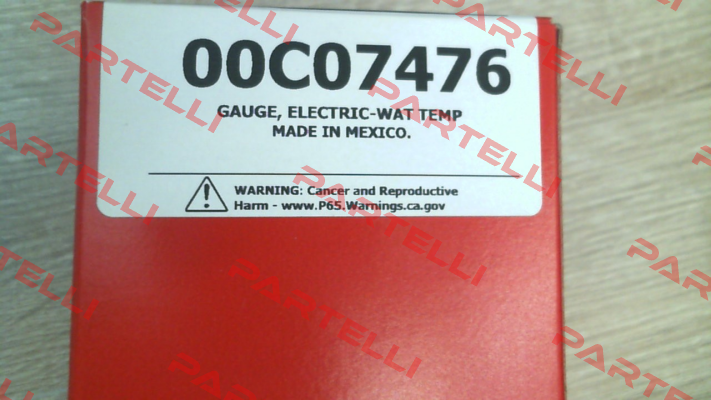 00C07476
GAUGE, ELECTRIC-WAT TEMP
MADE IN MEXICO.
WARNING: Cancer and Reproductive
Harm - www.P65.Warnings.ca.gov
PARTELLI
PARTELLI
PARTELLI
PARTELLI
PARTELLI
PARTELLI
PARTELLI
PARTELLI